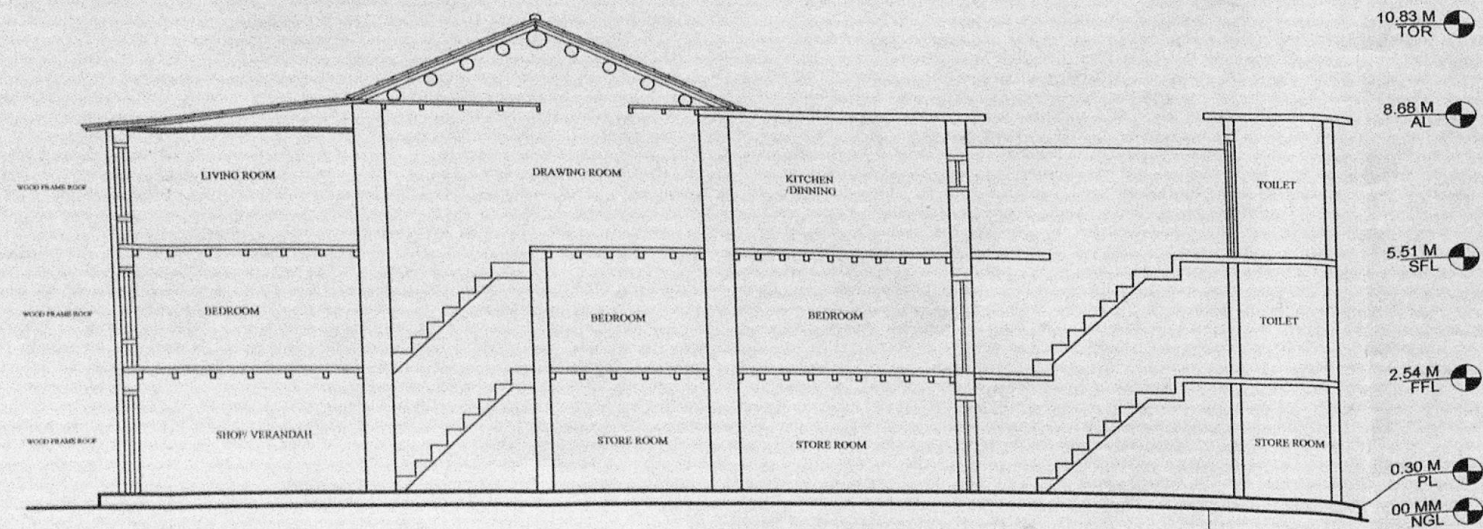 10.83 M
TOR
8.68 M
AL
WOOD FRAME ROOF
LIVING ROOM
DRAWING ROOM
KITCHEN
/DINNING
TOILET
5.51 M
SFL
WOOD FRAME ROOF
BEDROOM
BEDROOM
BEDROOM
TOILET
2.54 M
FFL
WOOD FRAME ROOF
SHOP/ VERANDAH
STORE ROOM
STORE ROOM
STORE ROOM
0.30 M
PL
00 MM
NGL